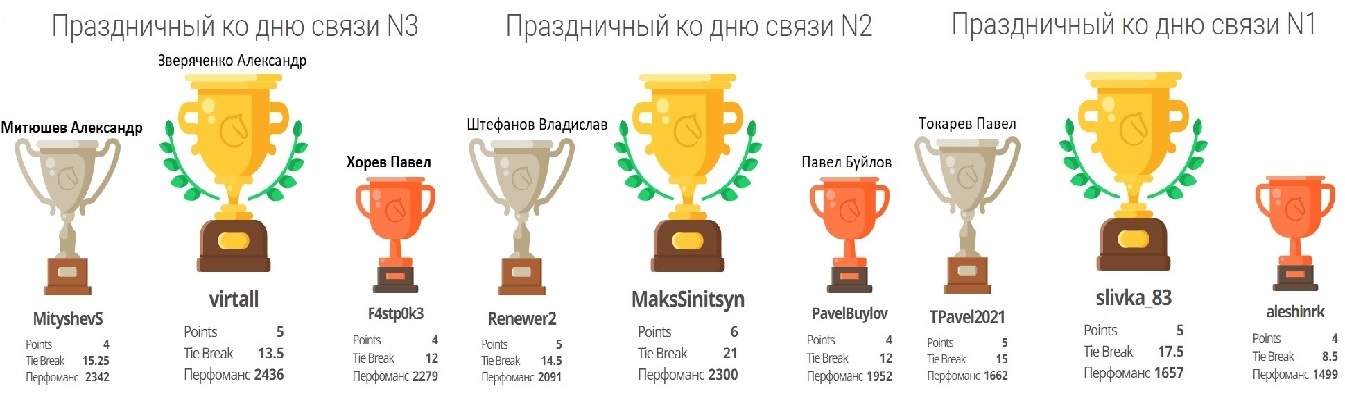 Праздничный ко дню связи N3
Зверяченко Александр
Митюшев Александр
Хорев Павел
virtall
Points 5
Tie Break 13.5
Перфоманс 2436
MityshevS
Points 4
Tie Break 15.25
Перфоманс 2342
F4stp0k3
Points 4
Tie Break 12
Перфоманс 2279
Праздничный ко дню связи N2
Штефанов Владислав
Павел Буйлов
MaksSinitsyn
Points 6
Tie Break 21
Перфоманс 2300
Renewer2
Points 5
Tie Break 14.5
Перфоманс 2091
PavelBuylov
Points 4
Tie Break 12
Перфоманс 1952
Праздничный ко дню связи N1
Токарев Павел
slivka_83
Points 5
Tie Break 17.5
Перфоманс 1657
TPavel2021
Points 5
Tie Break 15
Перфоманс 1662
aleshinrk
Points 4
Tie Break 8.5
Перфоманс 1499